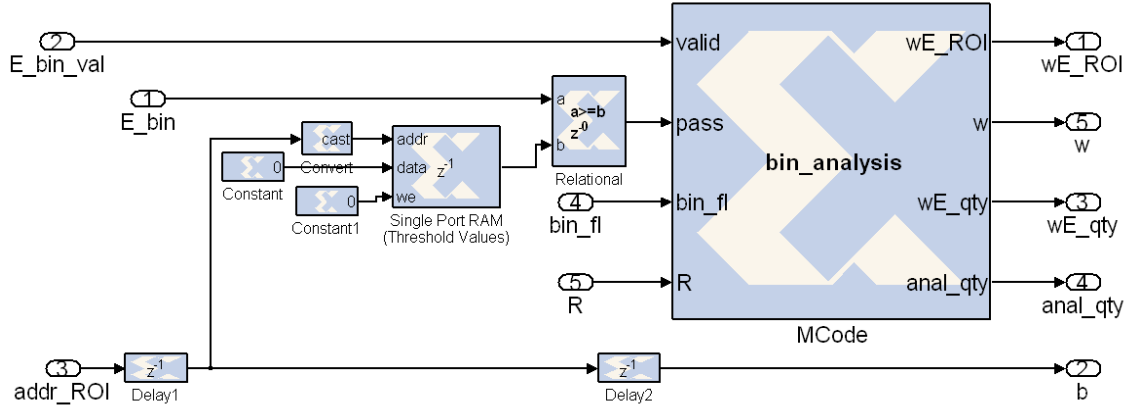 2
E_bin_val
1
E_bin
cast
Convert
0
Constant
0
Constant1
addr
data
we
z-1
Single Port RAM
(Threshold Values)
a
b
a>=b
z-0
Relational
4
bin_fl
5
R
valid
pass
bin_fl
R
bin_analysis
wE_ROI
w
wE_qty
anal_qty
MCode
1
wE_ROI
5
w
3
wE_qty
4
anal_qty
3
addr_ROI
z-1
Delay1
z-1
Delay2
2
b